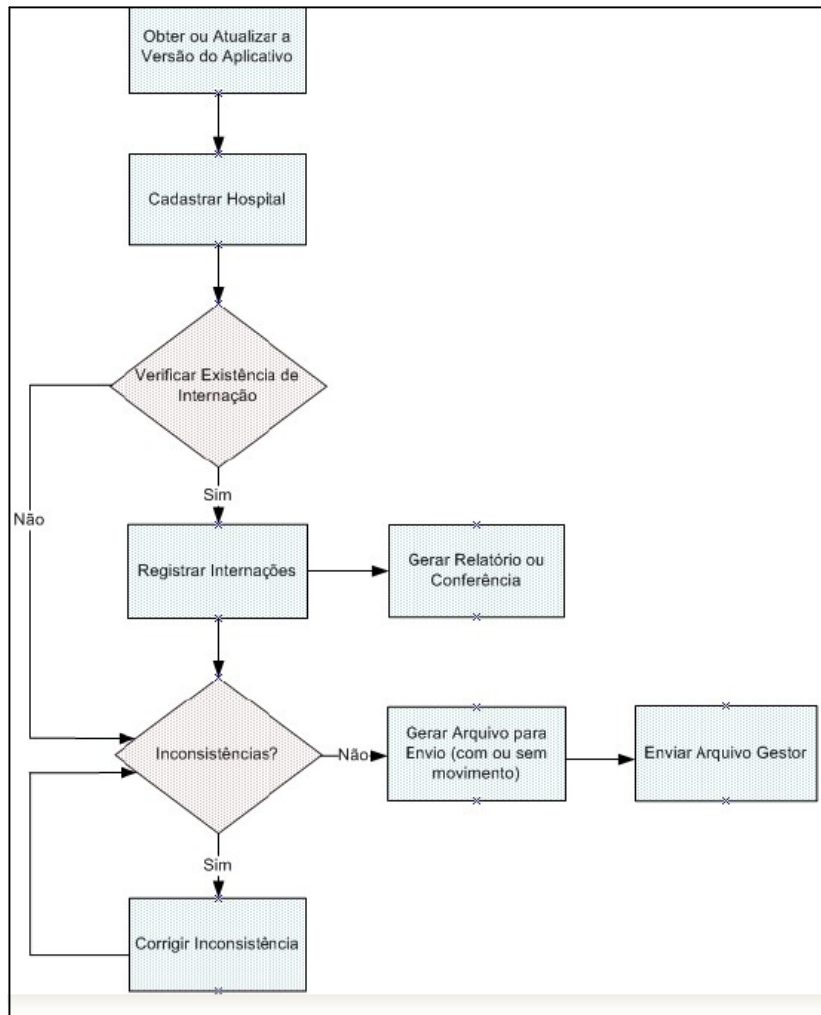 Obter ou Atualizar a
Versão do Aplicativo
Cadastrar Hospital
Verificar Existência de
Internação
Sim
Não
Registrar Internações
Gerar Relatório ou
Conferência
Inconsistências?
Não
Gerar Arquivo para
Envio (com ou sem
movimento)
Enviar Arquivo Gestor
Sim
Corrigir Inconsistência